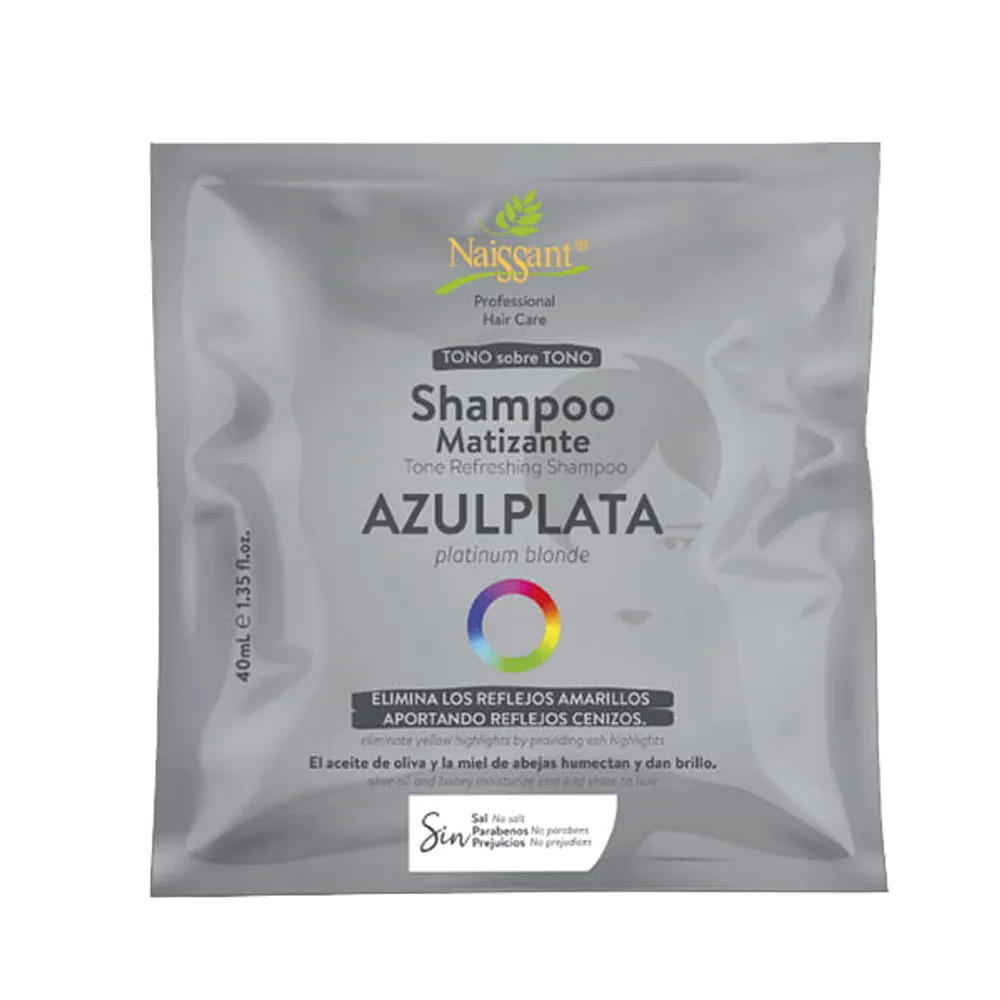 Naissant®
Professional
Hair Care
TONO sobre TONO
Shampoo
Matizante
Tone Refreshing Shampoo
AZULPLATA
platinum blonde
40mL e 1.35 fl.oz.
ELIMINA LOS REFLEJOS AMARILLOS
APORTANDO REFLEJOS CENIZOS.
eliminate yellow highlights by providing ash highlights
El aceite de oliva y la miel de abejas humectan y dan brillo.
olive oil and honey moisturize and add shine to hair
Sin
Sal No salt
Parabenos No parabens
Prejuicios No prejudices